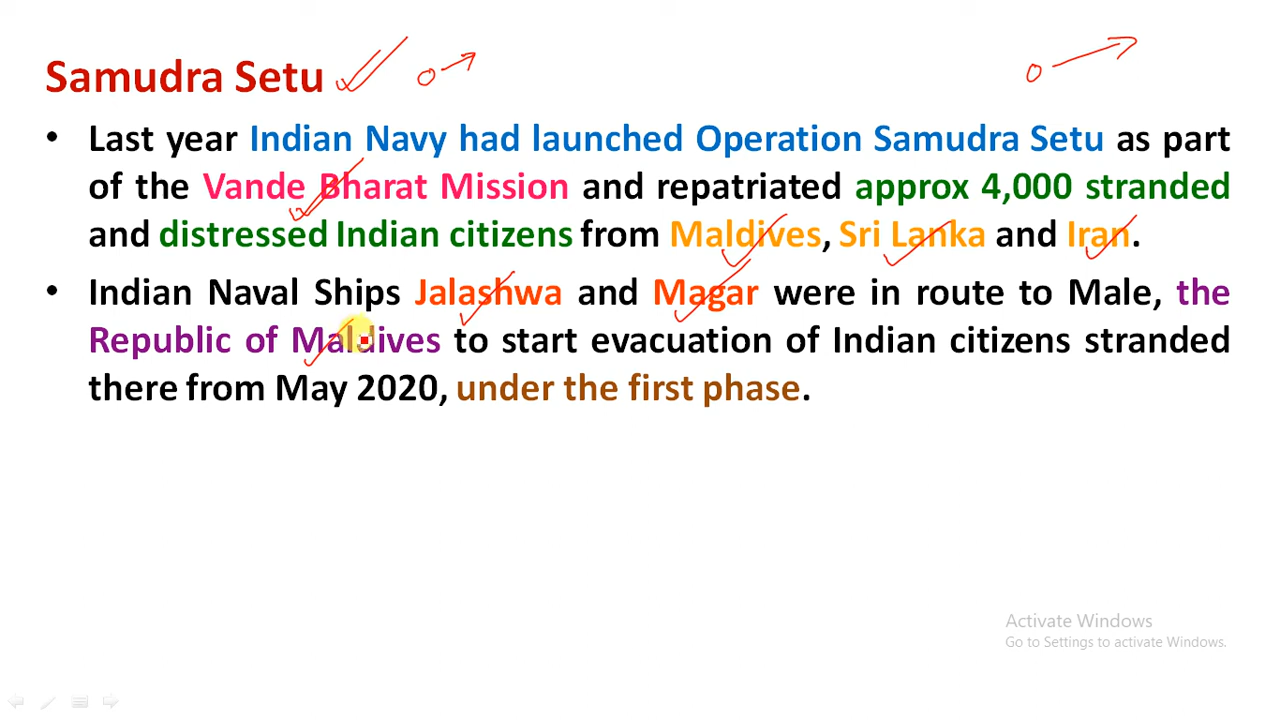 Samudra Setu
• Last year Indian Navy had launched Operation Samudra Setu as part
of the Vande Bharat Mission and repatriated approx 4,000 stranded
and distressed Indian citizens from Maldives, Sri Lanka and Iran.
• Indian Naval Ships Jalashwa and Magar were in route to Male, the
Republic of Maldives to start evacuation of Indian citizens stranded
there from May 2020, under the first phase.
Activate Windows
Go to Settings to activate Windows.